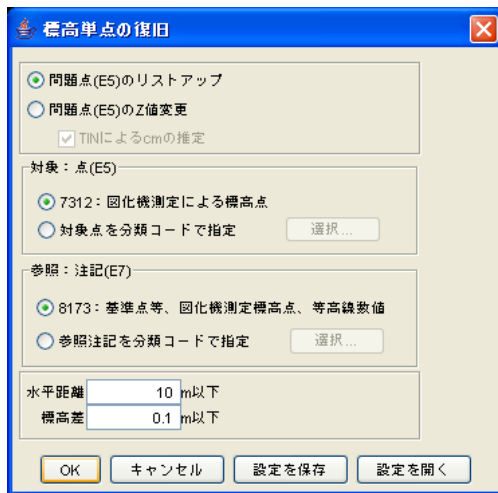 標高単点の復旧
問題点(E5)のリストアップ
問題点(E5)のZ値変更
TINによるcmの推定
対象：点(E5)
7312：図化機測定による標高点
対象点を分類コードで指定 選択...
参照：注記(E7)
8173：基準点等、図化機測定標高点、等高線数値
参照注記を分類コードで指定 選択...
水平距離 10 m以下
標高差 0.1 m以下
OK キャンセル 設定を保存 設定を開く